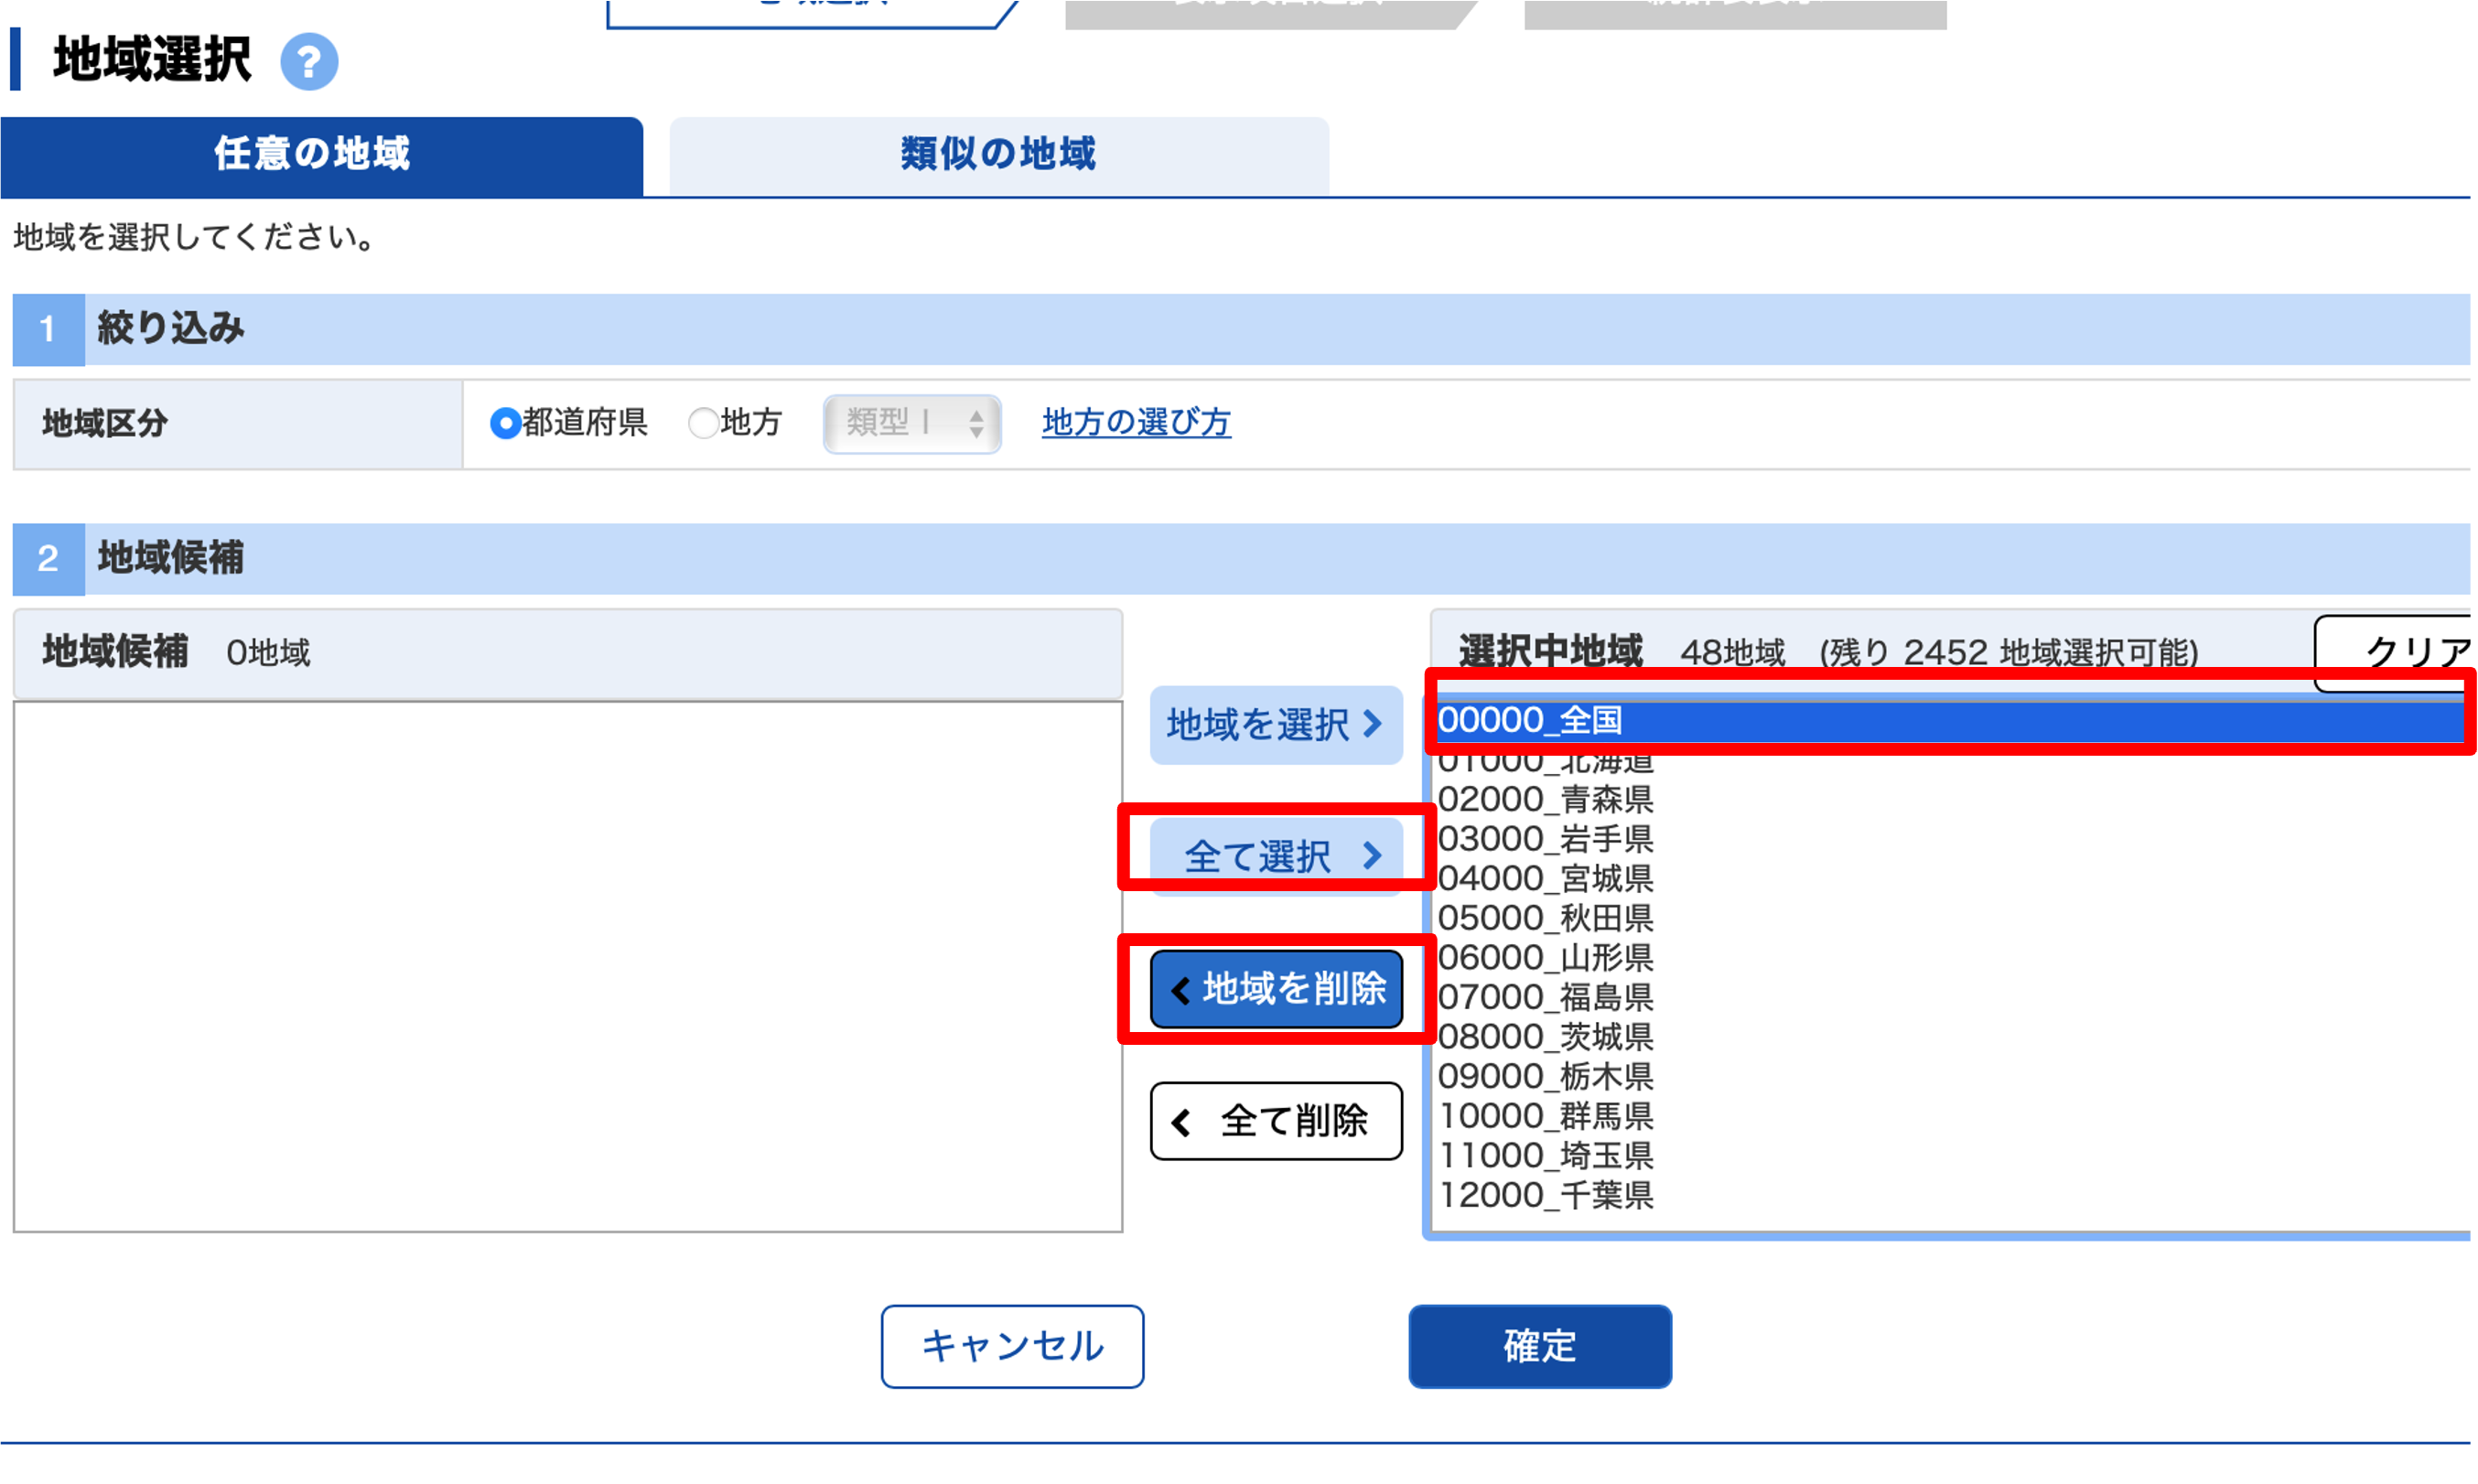 地域選択 ?
任意の地域
類似の地域
地域を選択してください。
1 絞り込み
地域区分
都道府県 地方 類型Ⅰ 地方の選び方
2 地域候補
地域候補 0地域
選択中地域 48地域 (残り 2452 地域選択可能) クリア
地域を選択
全て選択
地域を削除
全て削除
00000_全国
01000_北海道
02000_青森県
03000_岩手県
04000_宮城県
05000_秋田県
06000_山形県
07000_福島県
08000_茨城県
09000_栃木県
10000_群馬県
11000_埼玉県
12000_千葉県
キャンセル
確定